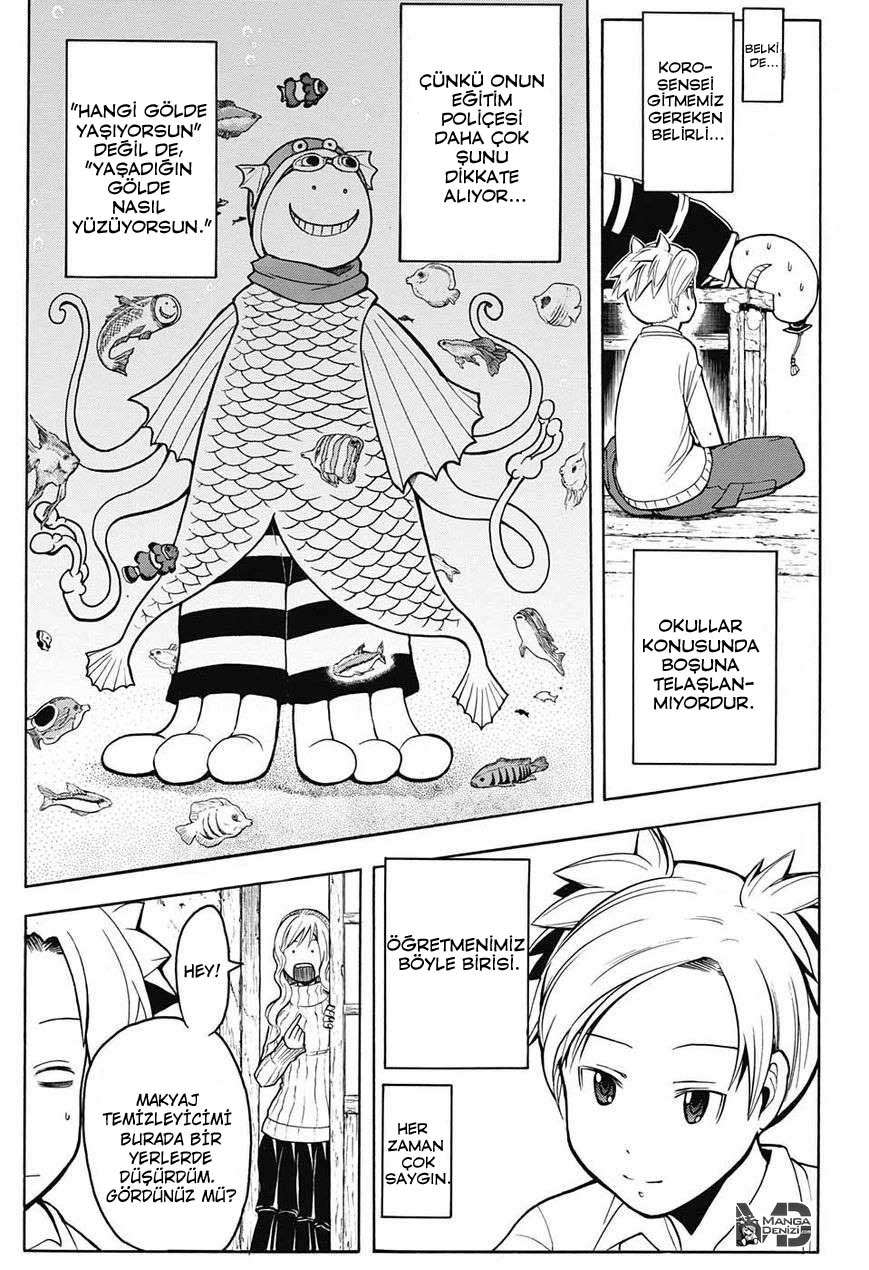 BELKİ
DE...
KORO-
SENSEI
GİTMEMİZ
GEREKEN
BELİRLİ...
OKULLAR
KONUSUNDA
BOŞUNA
TELAŞLAN-
MIYORDUR.
ÇÜNKÜ ONUN
EĞİTİM
POLİÇESİ
DAHA ÇOK
ŞUNU
DİKKATE
ALIYOR...
"HANGİ GÖLDE
YAŞIYORSUN"
DEĞİL DE,
"YAŞADIĞIN
GÖLDE
NASIL
YÜZÜYORSUN."
ÖĞRETMENİMİZ
BÖYLE BİRİSİ.
HER
ZAMAN
ÇOK
SAYGIN.
HEY!
MAKYAJ
TEMİZLEYİCİMİ
BURADA BİR
YERLERDE
DÜŞÜRDÜM.
GÖRDÜNÜZ MÜ?
MD
MANGA
DENİZİ